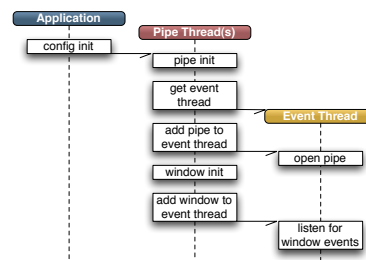 Application
Pipe Thread(s)
config init
pipe init
get event
thread
Event Thread
add pipe to
event thread
open pipe
window init
add window to
event thread
listen for
window events